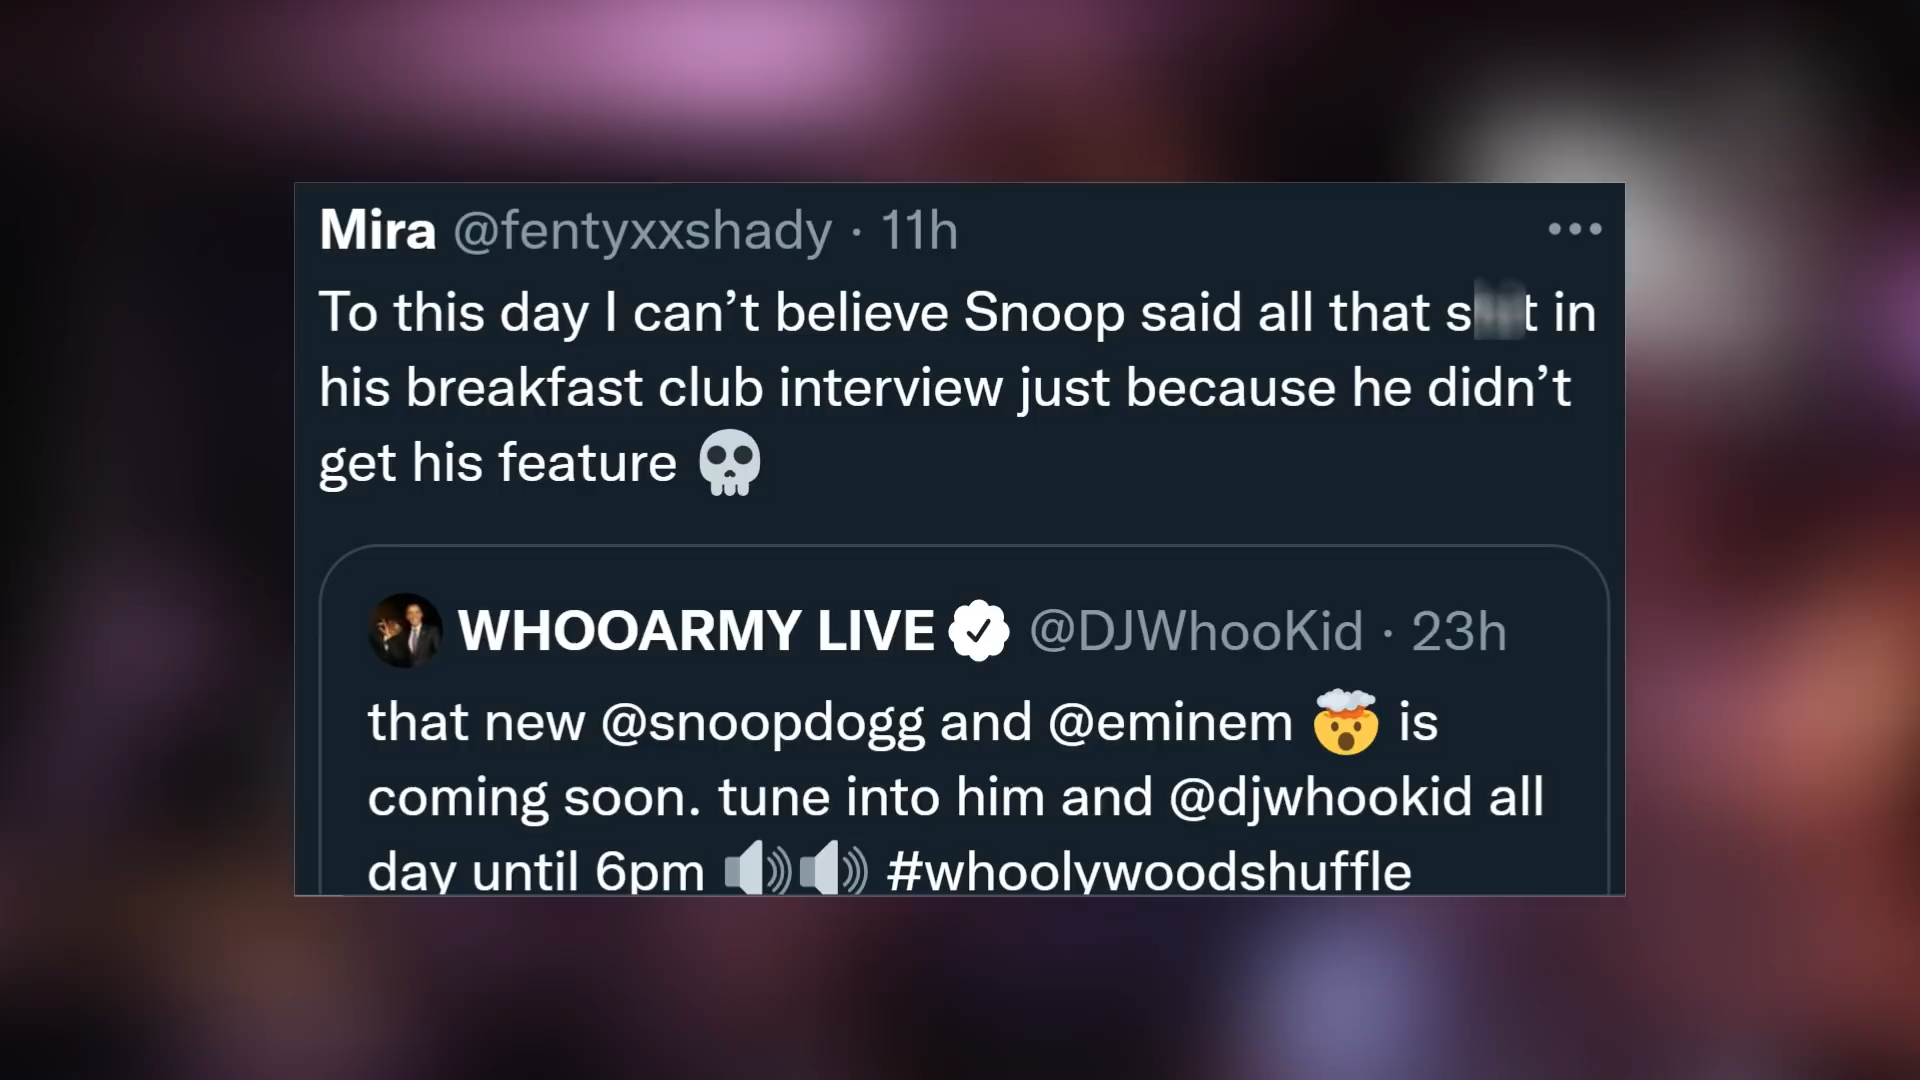 Mira @fentyxxshady · 11h
To this day I can’t believe Snoop said all that s t in
his breakfast club interview just because he didn’t
get his feature 💀
WHOOARMY LIVE @DJWhooKid · 23h
that new @snoopdogg and @eminem 🤯 is
coming soon. tune into him and @djwhookid all
day until 6pm 🔊🔊 #whoolywoodshuffle